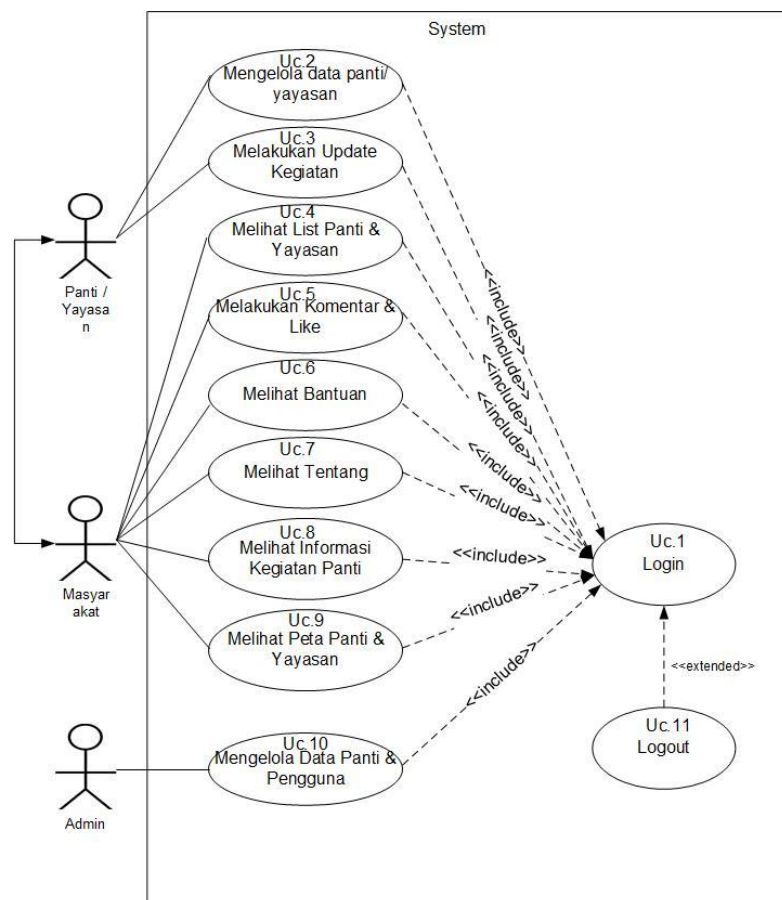 System
Uc.2
Mengelola data panti/
yayasan
Uc.3
Melakukan Update
Kegiatan
Uc.4
Melihat List Panti &
Yayasan
Panti /
Yayasa
n
Uc.5
Melakukan Komentar &
Like
Uc.6
Melihat Bantuan
Uc.7
Melihat Tentang
Uc.8
Melihat Informasi
Kegiatan Panti
Masyar
akat
Uc.9
Melihat Peta Panti &
Yayasan
Uc.10
Mengelola Data Panti &
Pengguna
Admin
<<include>>
<<include>>
<<include>>
<<include>>
<<include>>
<<include>>
<<include>>
<<include>>
<<include>>
Uc.1
Login
<<extended>>
Uc.11
Logout